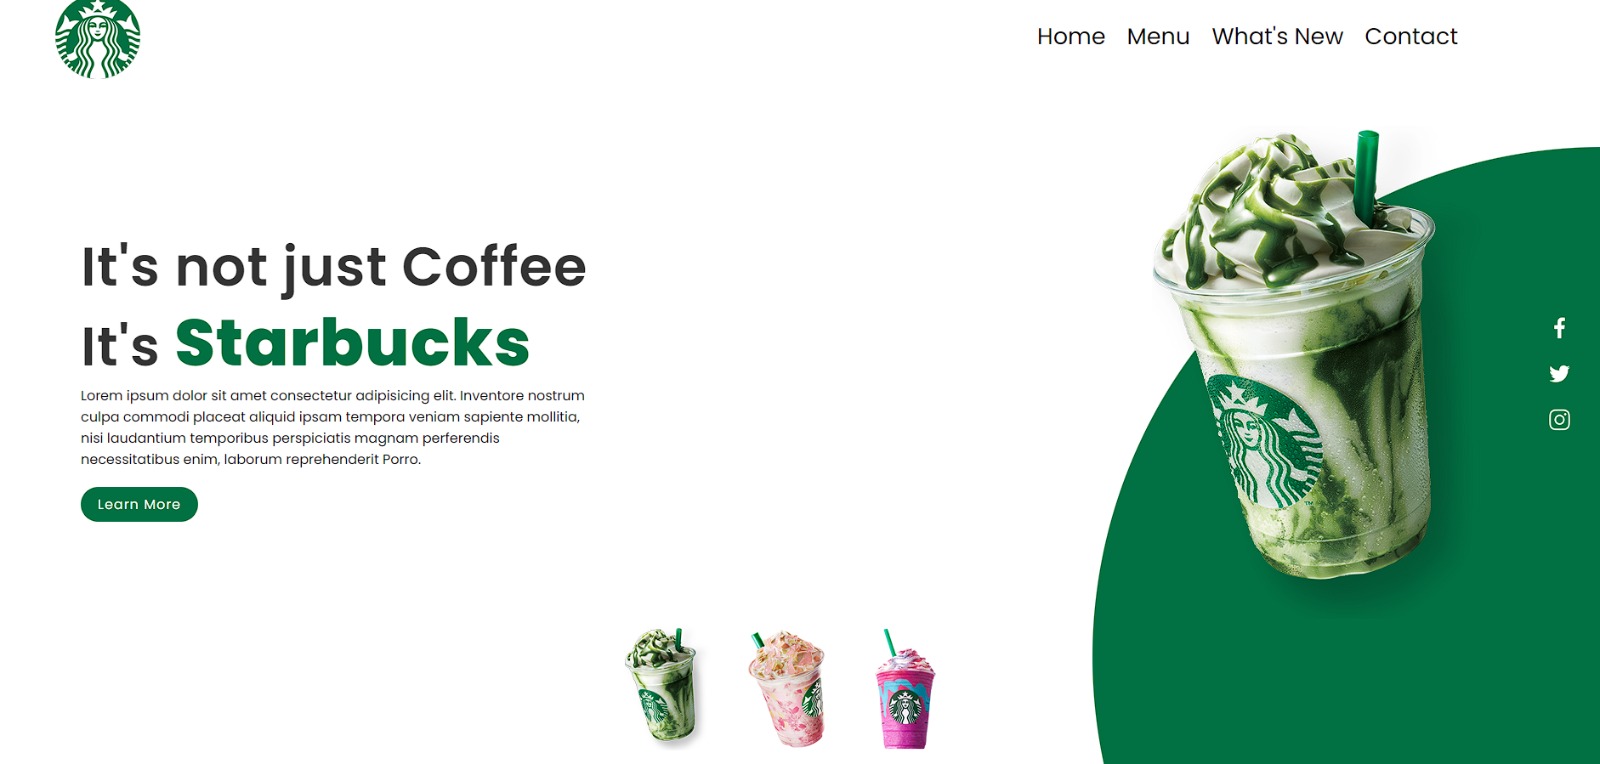 Home Menu What's New Contact
It's not just Coffee
It's Starbucks
Lorem ipsum dolor sit amet consectetur adipisicing elit. Inventore nostrum
culpa commodi placeat aliquid ipsam tempora veniam sapiente mollitia,
nisi laudantium temporibus perspiciatis magnam perferendis
necessitatibus enim, laborum reprehenderit Porro.
Learn More